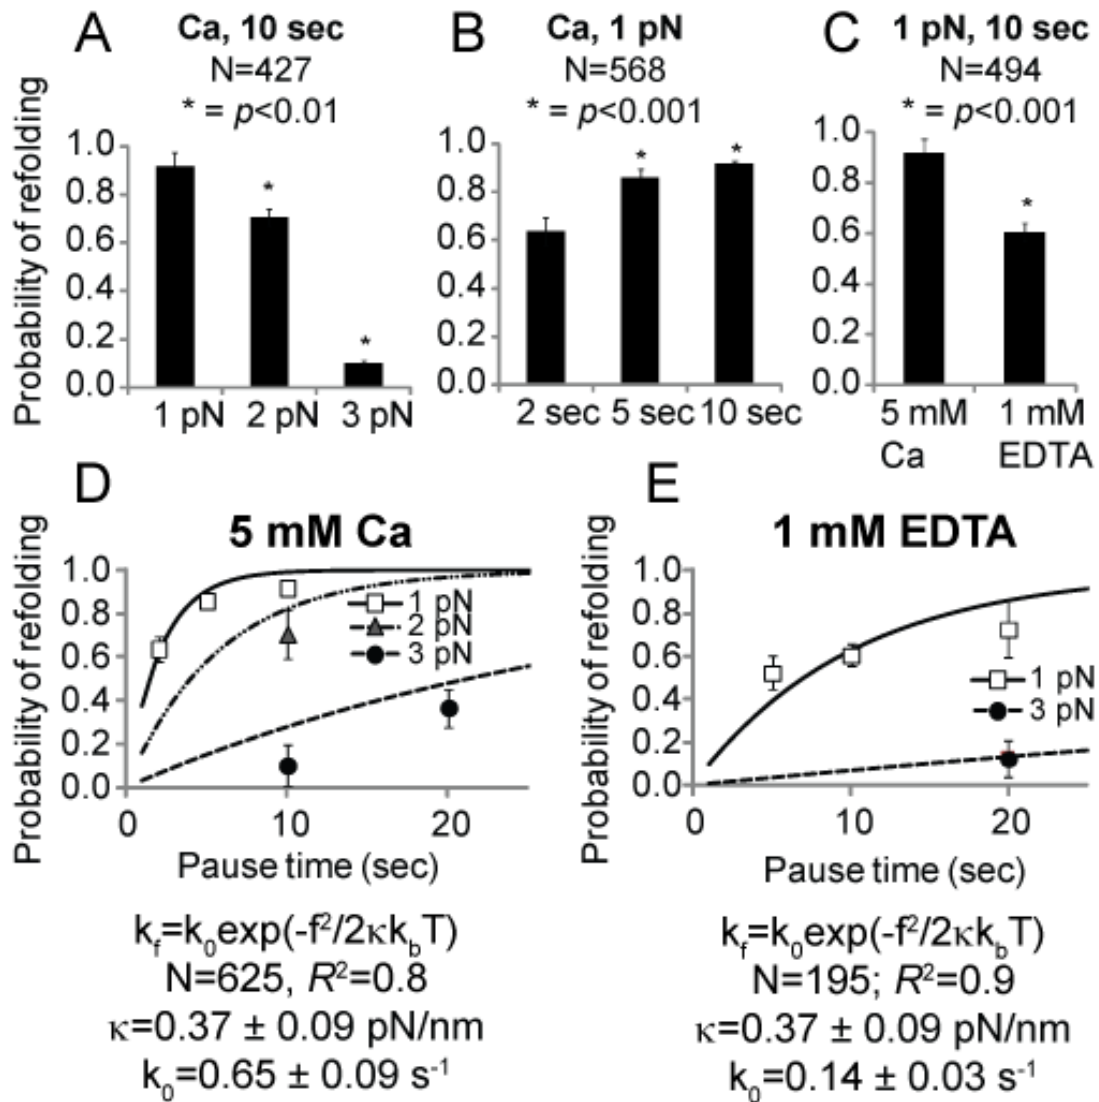 A
Ca, 10 sec
N=427
* = p<0.01
Probability of refolding
1.0
0.8
0.6
0.4
0.2
0.0
*
*
1 pN 2 pN 3 pN
B
Ca, 1 pN
N=568
* = p<0.001
1.0
0.8
0.6
0.4
0.2
0.0
*
*
2 sec 5 sec 10 sec
C
1 pN, 10 sec
N=494
* = p<0.001
1.0
0.8
0.6
0.4
0.2
0.0
*
5 mM 1 mM
Ca EDTA
D
5 mM Ca
Probability of refolding
1.0
0.8
0.6
0.4
0.2
0.0
1 pN
2 pN
3 pN
0 10 20
Pause time (sec)
k_f=k_0exp(-f²/2κk_bT)
N=625, R²=0.8
κ=0.37 ± 0.09 pN/nm
k_0=0.65 ± 0.09 s⁻¹
E
1 mM EDTA
Probability of refolding
1.0
0.8
0.6
0.4
0.2
0.0
1 pN
3 pN
0 10 20
Pause time (sec)
k_f=k_0exp(-f²/2κk_bT)
N=195; R²=0.9
κ=0.37 ± 0.09 pN/nm
k_0=0.14 ± 0.03 s⁻¹